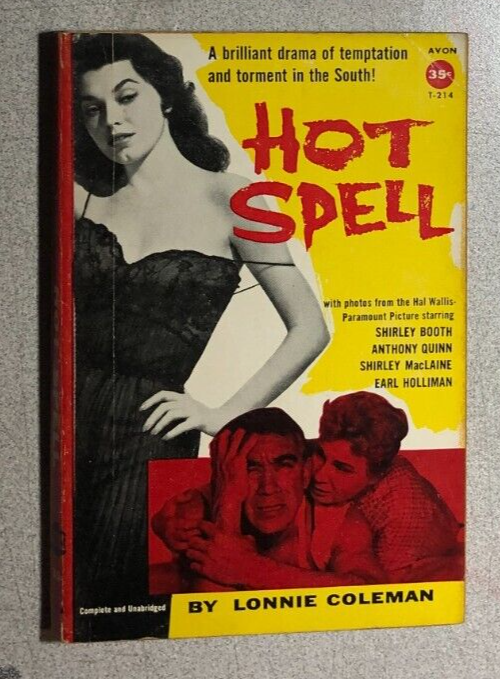 A brilliant drama of temptation
and torment in the South!
AVON
35¢
T-214
HOT
SPELL
with photos from the Hal Wallis-
Paramount Picture starring
SHIRLEY BOOTH
ANTHONY QUINN
SHIRLEY MacLAINE
EARL HOLLIMAN
Complete and Unabridged
BY LONNIE COLEMAN